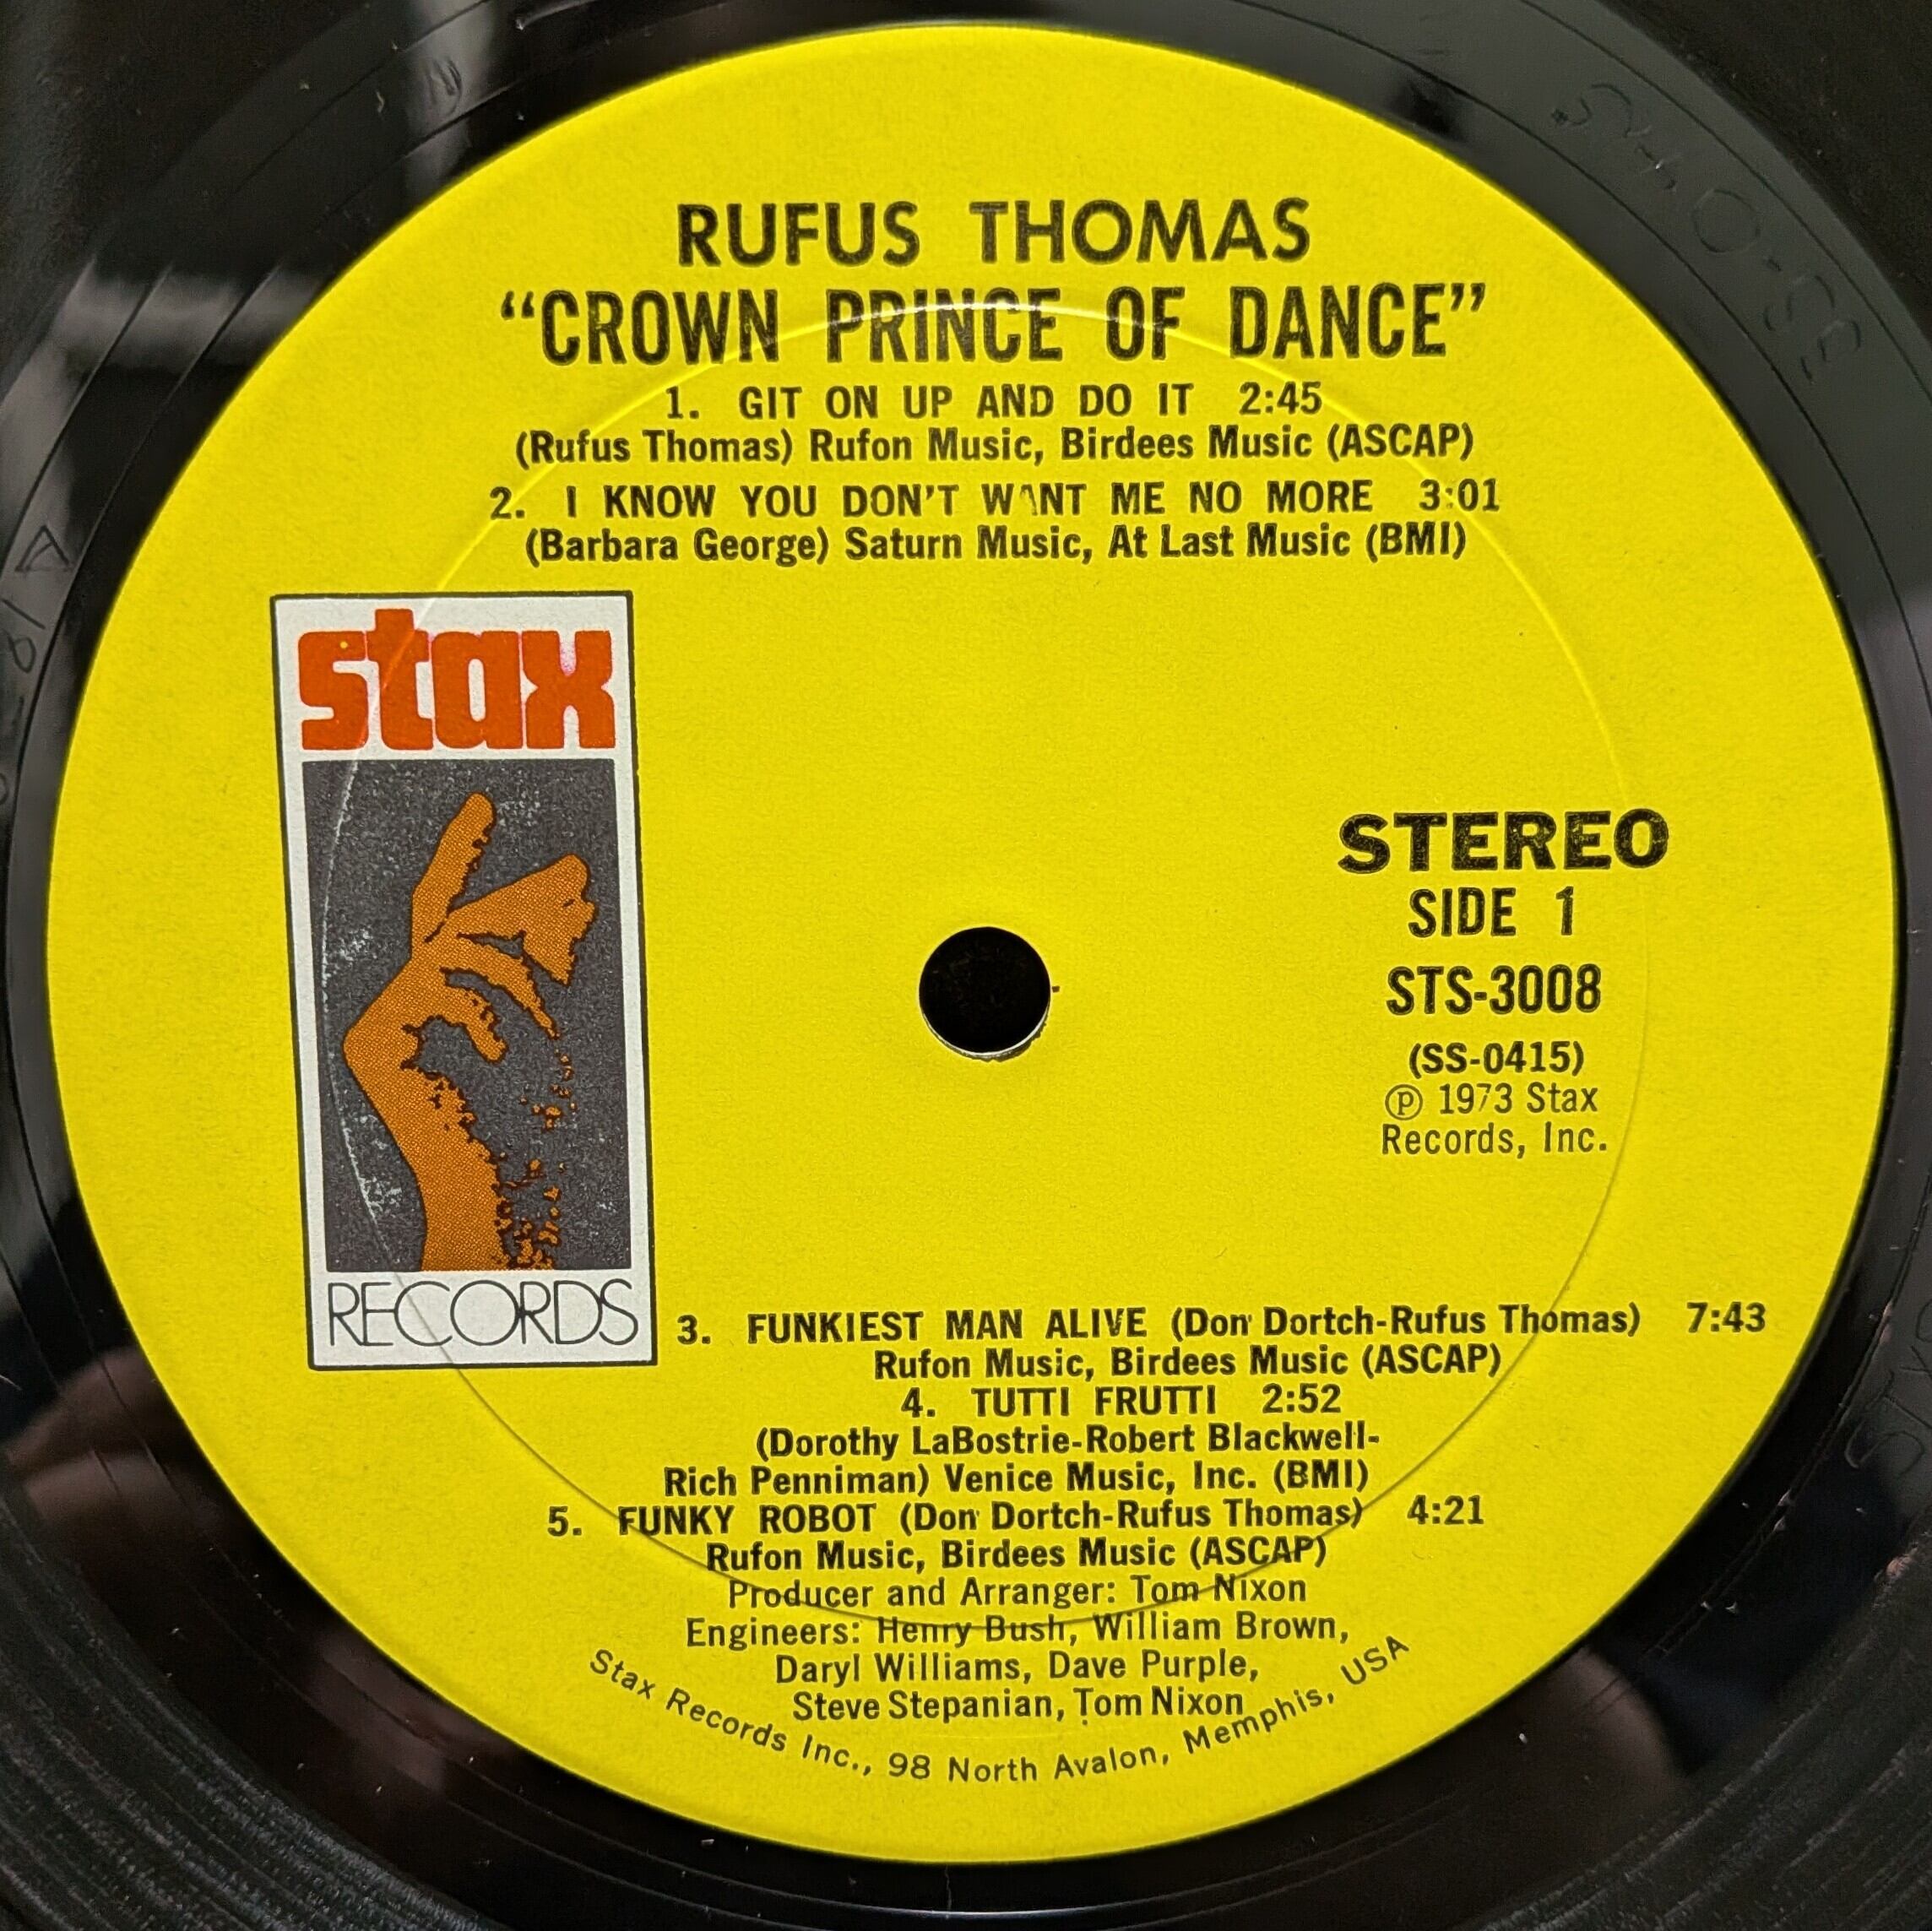 RUFUS THOMAS
“CROWN PRINCE OF DANCE”
1. GIT ON UP AND DO IT 2:45
(Rufus Thomas) Rufon Music, Birdees Music (ASCAP)
2. I KNOW YOU DON'T WANT ME NO MORE 3:01
(Barbara George) Saturn Music, At Last Music (BMI)
stax
RECORDS
STEREO
SIDE 1
STS-3008
(SS-0415)
Ⓟ 1973 Stax
Records, Inc.
3. FUNKIEST MAN ALIVE (Don Dortch-Rufus Thomas) 7:43
Rufon Music, Birdees Music (ASCAP)
4. TUTTI FRUTTI 2:52
(Dorothy LaBostrie-Robert Blackwell-
Rich Penniman) Venice Music, Inc. (BMI)
5. FUNKY ROBOT (Don Dortch-Rufus Thomas) 4:21
Rufon Music, Birdees Music (ASCAP)
Producer and Arranger: Tom Nixon
Engineers: Henry Bush, William Brown,
Daryl Williams, Dave Purple,
Steve Stepanian, Tom Nixon
Stax Records Inc., 98 North Avalon, Memphis, USA